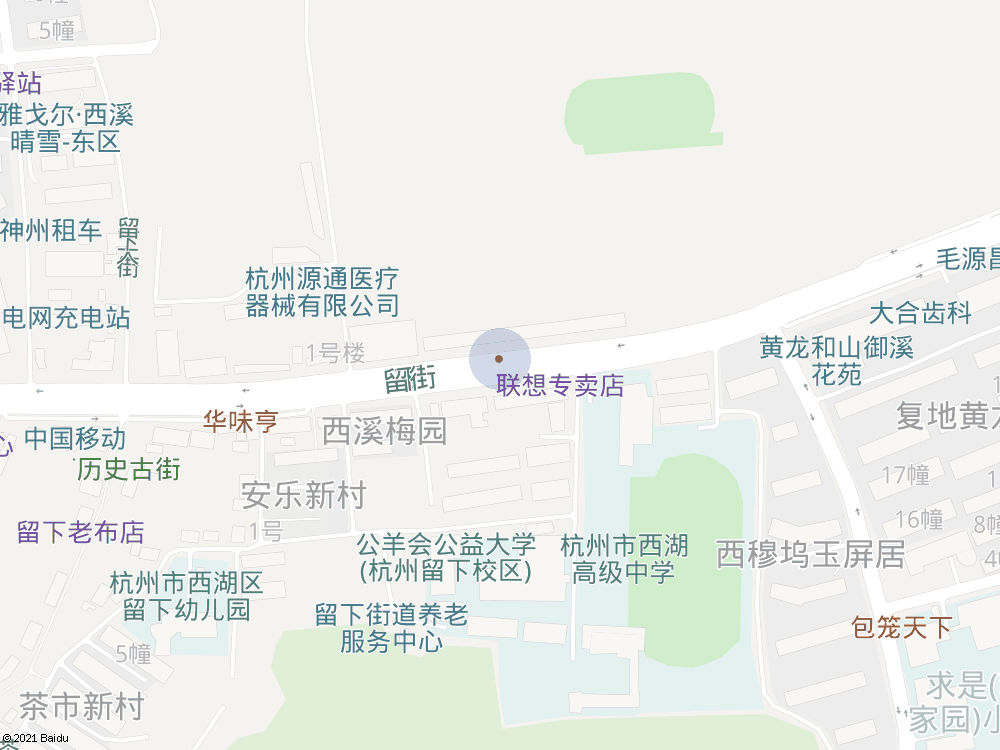 5幢
驿站
雅戈尔·西溪
晴雪-东区
神州租车
留下街
电网充电站
杭州源通医疗
器械有限公司
1号楼
毛源昌
大合齿科
黄龙和山御溪
花苑
留街
联想专卖店
华味亨
中国移动
心
西溪梅园
历史古街
复地黄龙
17幢
安乐新村
1号
留下老布店
16幢
8幢
公羊会公益大学
(杭州留下校区)
杭州市西湖
高级中学
西穆坞玉屏居
杭州市西湖区
留下幼儿园
留下街道养老
服务中心
包笼天下
5幢
茶市新村
求是(
家园)小
© 2021 Baidu